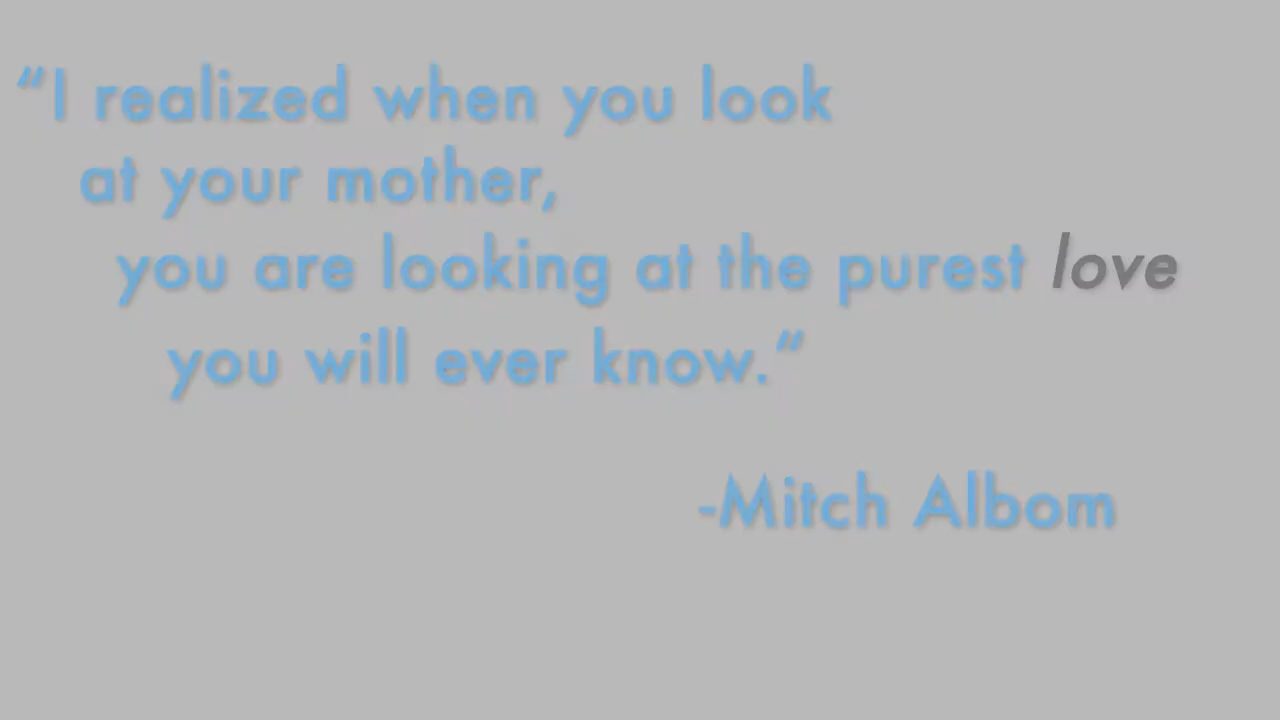 “I realized when you look
at your mother,
you are looking at the purest love
you will ever know.“
-Mitch Albom